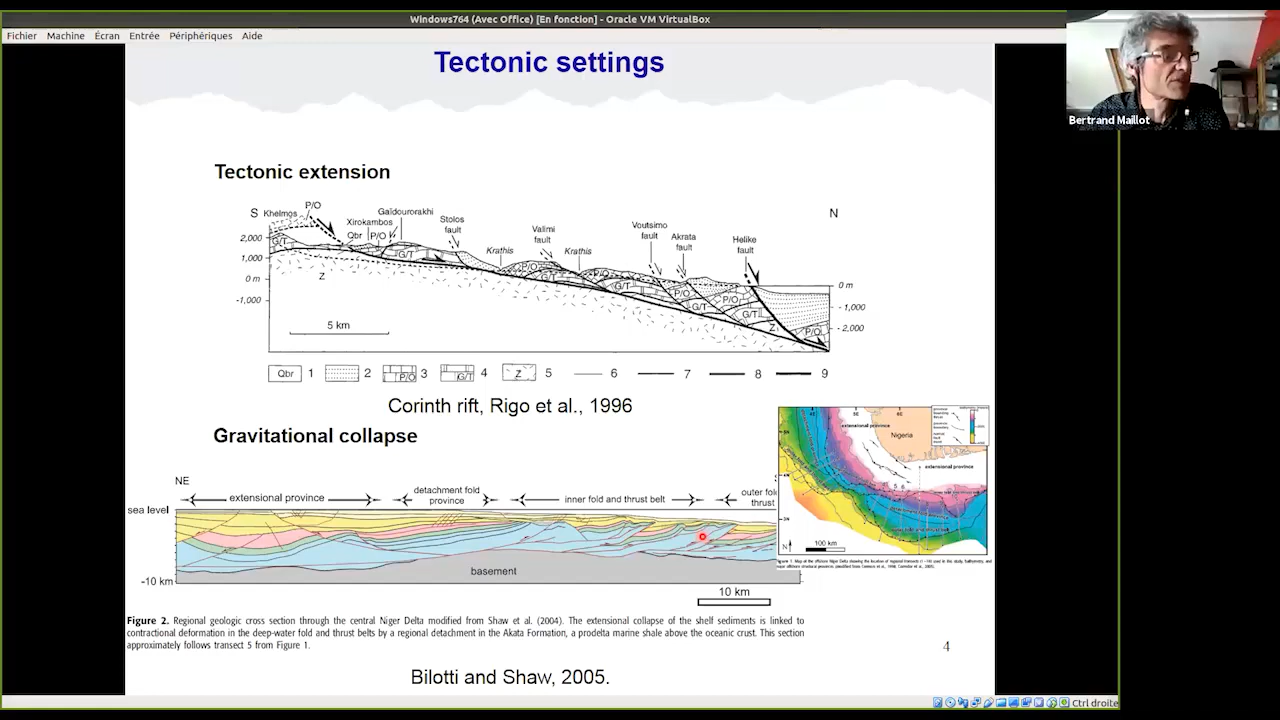 Windows764 (Avec Office) [En fonction] - Oracle VM VirtualBox
Fichier Machine Écran Entrée Périphériques Aide
Bertrand Maillot
Tectonic settings
Tectonic extension
S Khelmos P/O Xirokambos Gaïdourorakhi Stolos fault Krathis Valimi fault Krathis Voutsimo fault Akrata fault Helike fault N
Qbr P/O
2,000
1,000
0 m
-1,000
G/T G/T P/O G/T P/O G/T P/O G/T P/O G/T Z P/O
Z
0 m
- 1,000
- 2,000
5 km
Qbr 1 2 P/O 3 G/T 4 Z 5 6 7 8 9
Corinth rift, Rigo et al., 1996
Gravitational collapse
NE
extensional province
detachment fold province
inner fold and thrust belt
outer fold thrust
sea level
basement
-10 km
10 km
extensional province
Nigeria
extensional province
N
100 km
Figure 2. Regional geologic cross section through the central Niger Delta modified from Shaw et al. (2004). The extensional collapse of the shelf sediments is linked to
contractional deformation in the deep-water fold and thrust belts by a regional detachment in the Akata Formation, a prodelta marine shale above the oceanic crust. This section
approximately follows transect 5 from Figure 1.
4
Bilotti and Shaw, 2005.
Ctrl droite